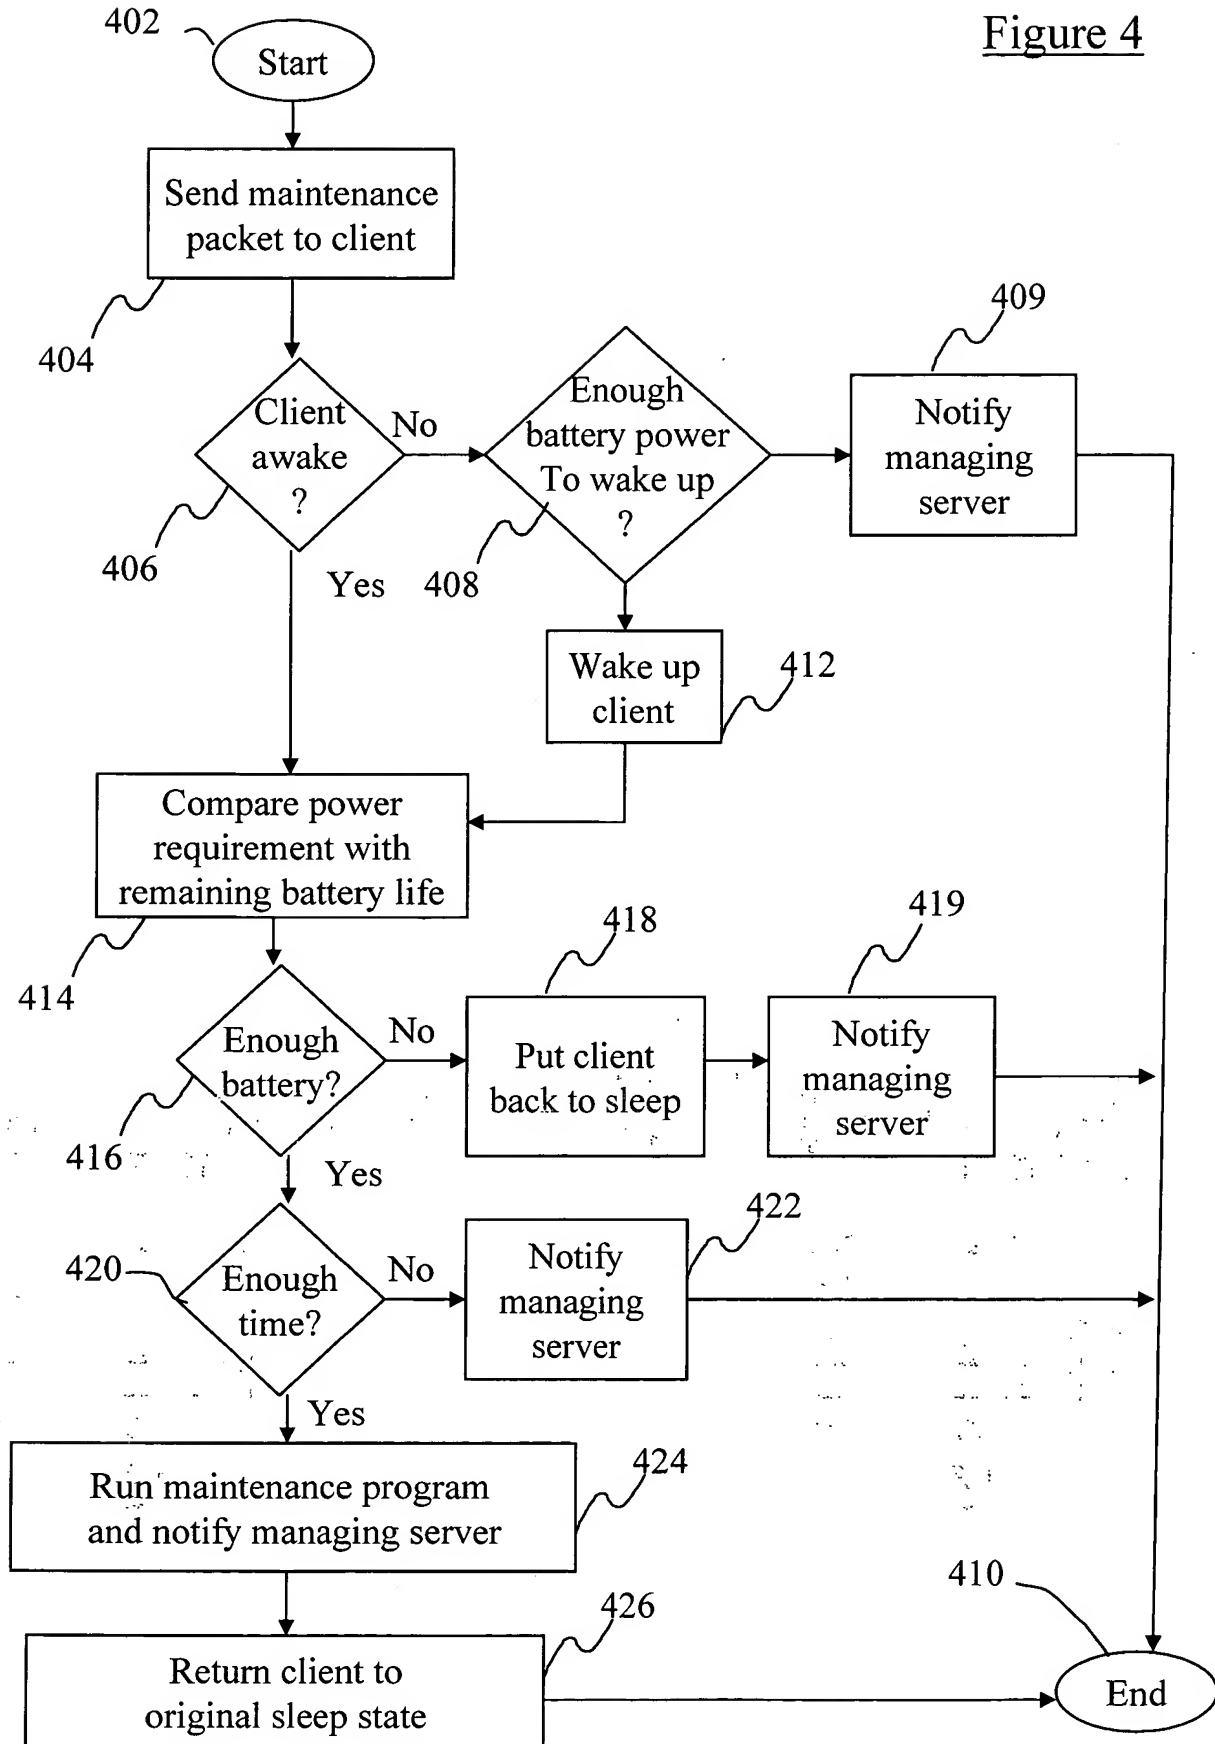 Figure 4
402
Start
Send maintenance
packet to client
404
Client
awake
?
406
No
Yes
Enough
battery power
To wake up
?
408
409
Notify
managing
server
Wake up
client
412
Compare power
requirement with
remaining battery life
414
Enough
battery?
416
No
Yes
418
Put client
back to sleep
419
Notify
managing
server
420
Enough
time?
No
Yes
422
Notify
managing
server
Run maintenance program
and notify managing server
424
Return client to
original sleep state
426
410
End